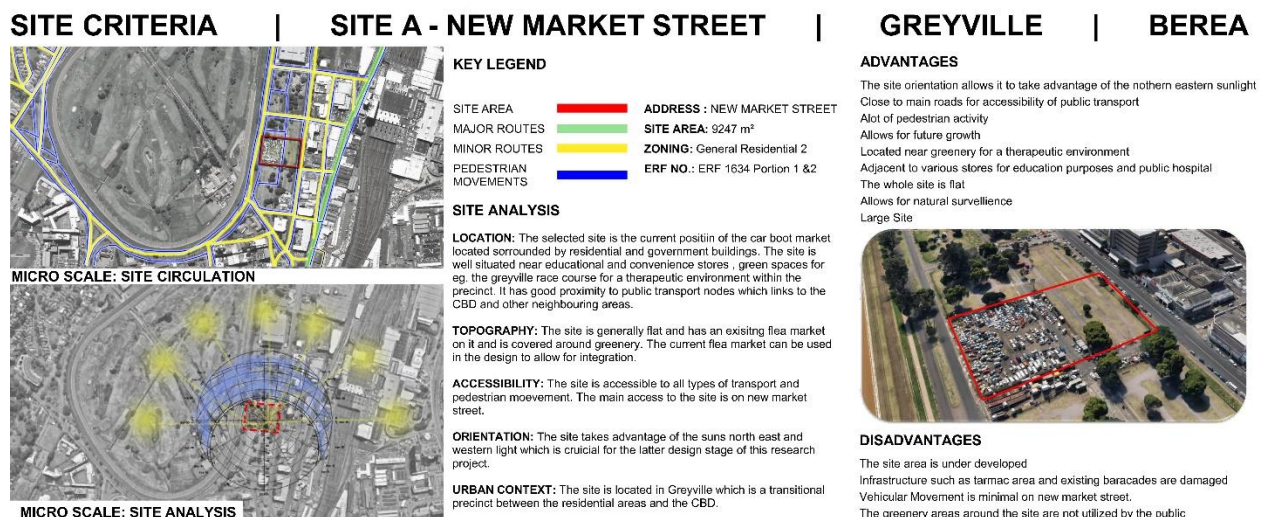 SITE CRITERIA | SITE A - NEW MARKET STREET | GREYVILLE | BEREA
MICRO SCALE: SITE CIRCULATION
MICRO SCALE: SITE ANALYSIS
KEY LEGEND
SITE AREA
MAJOR ROUTES
MINOR ROUTES
PEDESTRIAN
MOVEMENTS
ADDRESS : NEW MARKET STREET
SITE AREA: 9247 m²
ZONING: General Residential 2
ERF NO.: ERF 1634 Portion 1 &2
SITE ANALYSIS
LOCATION: The selected site is the current positiin of the car boot market
located sorrounded by residential and government buildings. The site is
well situated near educational and convenience stores , green spaces for
eg. the greyville race course for a therapeutic environment within the
precinct. It has good proximity to public transport nodes which links to the
CBD and other neighbouring areas.
TOPOGRAPHY: The site is generally flat and has an exisitng flea market
on it and is covered around greenery. The current flea market can be used
in the design to allow for integration.
ACCESSIBILITY: The site is accessible to all types of transport and
pedestrian moevement. The main access to the site is on new market
street.
ORIENTATION: The site takes advantage of the suns north east and
western light which is cruicial for the latter design stage of this research
project.
URBAN CONTEXT: The site is located in Greyville which is a transitional
precinct between the residential areas and the CBD.
ADVANTAGES
The site orientation allows it to take advantage of the nothern eastern sunlight
Close to main roads for accessibility of public transport
Alot of pedestrian activity
Allows for future growth
Located near greenery for a therapeutic environment
Adjacent to various stores for education purposes and public hospital
The whole site is flat
Allows for natural survellience
Large Site
DISADVANTAGES
The site area is under developed
Infrastructure such as tarmac area and existing baracades are damaged
Vehicular Movement is minimal on new market street.
The greenery areas around the site are not utilized by the public